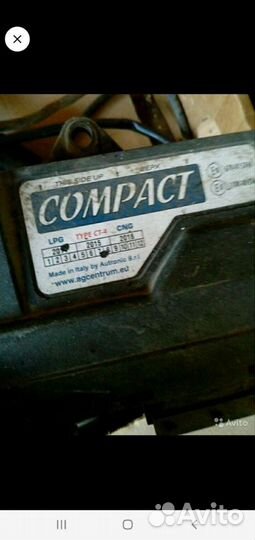 THIS SIDE UP
COMPACT
LPG TYPE CT-4 CNG
2015 2016
1 2 3 4 5 6 7 8 9 10 11 12
Made in Italy by Autronic S.r.l
www.agcentrum.eu
Avito
Avito